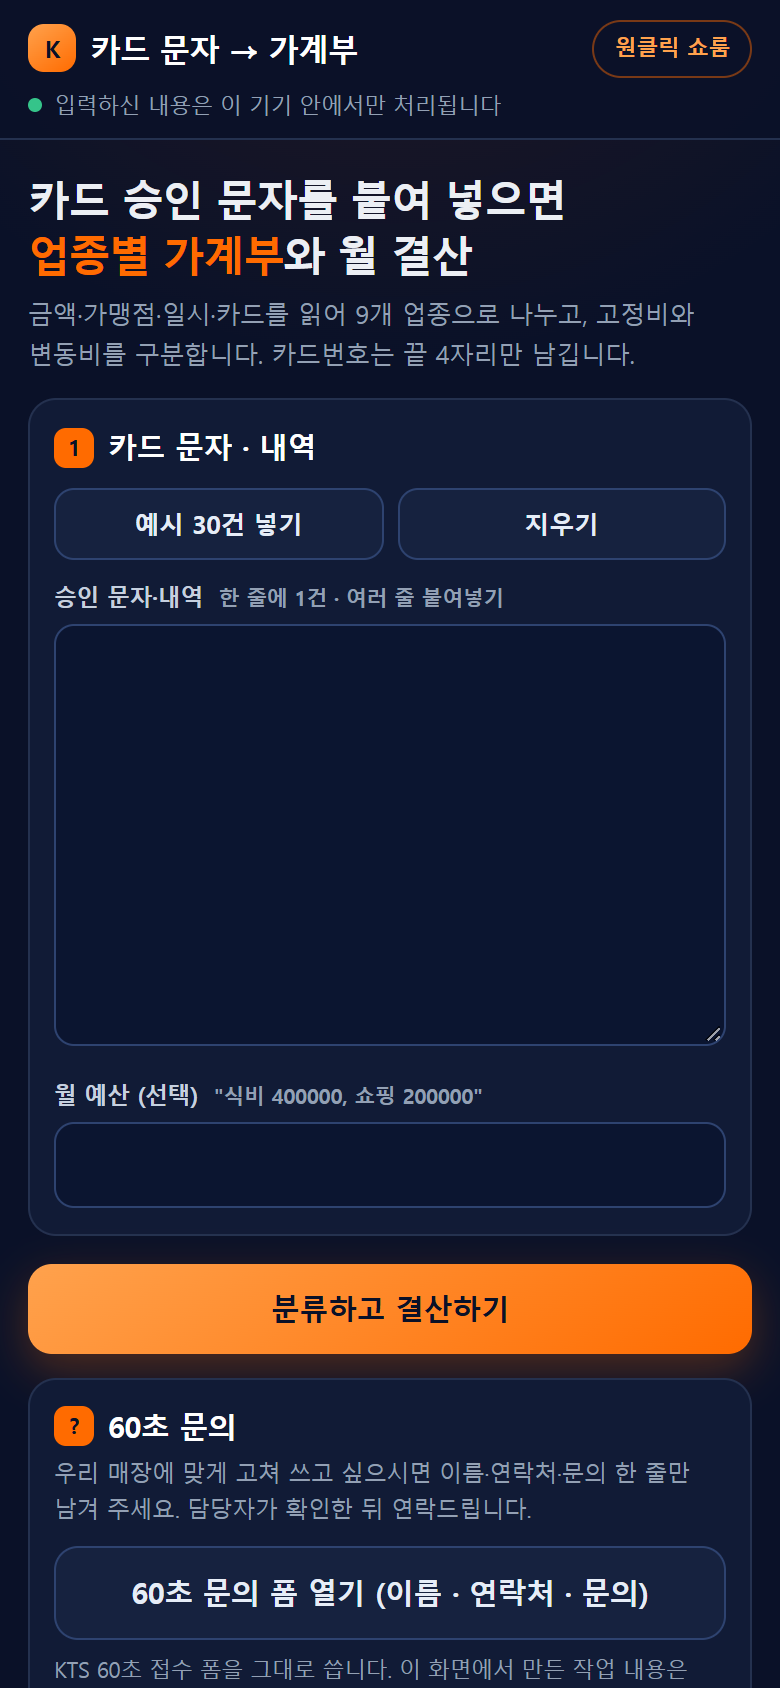 K 카드 문자 → 가계부
원클릭 쇼룸
입력하신 내용은 이 기기 안에서만 처리됩니다
카드 승인 문자를 붙여 넣으면
업종별 가계부와 월 결산
금액·가맹점·일시·카드를 읽어 9개 업종으로 나누고, 고정비와
변동비를 구분합니다. 카드번호는 끝 4자리만 남깁니다.
1 카드 문자 · 내역
예시 30건 넣기
지우기
승인 문자·내역 한 줄에 1건 · 여러 줄 붙여넣기
월 예산 (선택) "식비 400000, 쇼핑 200000"
분류하고 결산하기
? 60초 문의
우리 매장에 맞게 고쳐 쓰고 싶으시면 이름·연락처·문의 한 줄만
남겨 주세요. 담당자가 확인한 뒤 연락드립니다.
60초 문의 폼 열기 (이름 · 연락처 · 문의)
KTS 60초 접수 폼을 그대로 씁니다. 이 화면에서 만든 작업 내용은